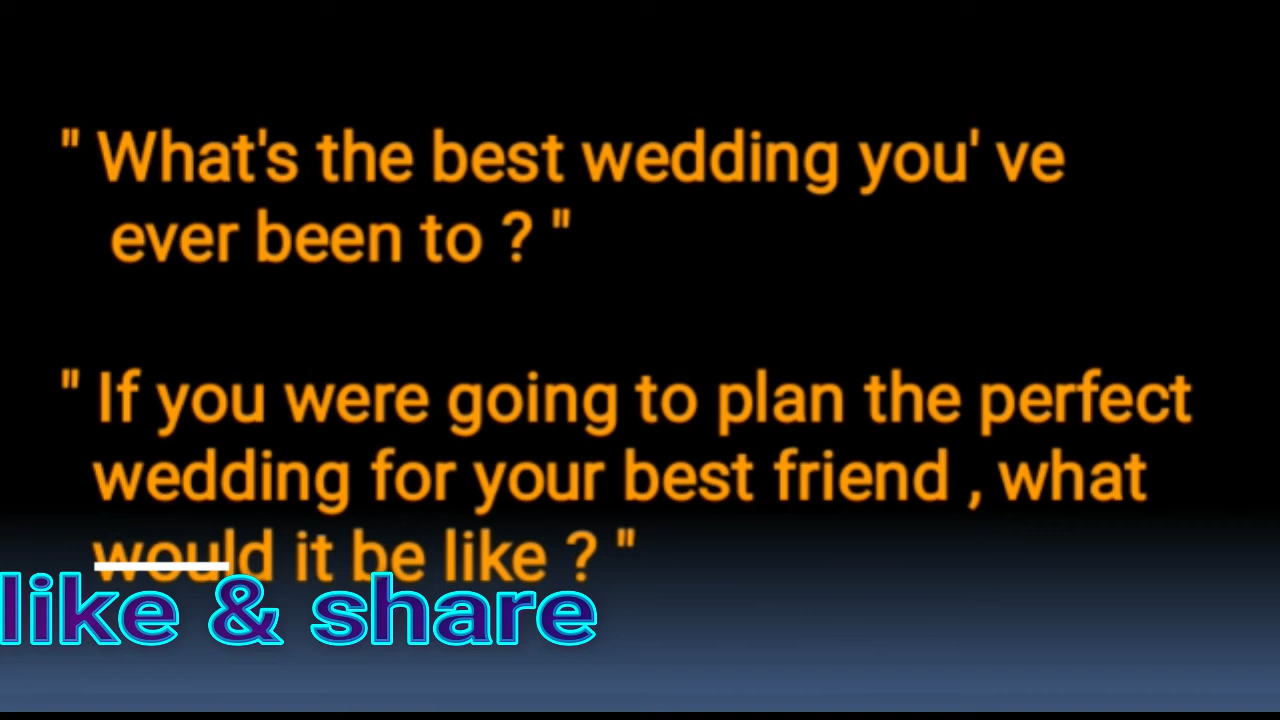 " What's the best wedding you' ve
ever been to ? "
" If you were going to plan the perfect
wedding for your best friend , what
would it be like ? "
like & share